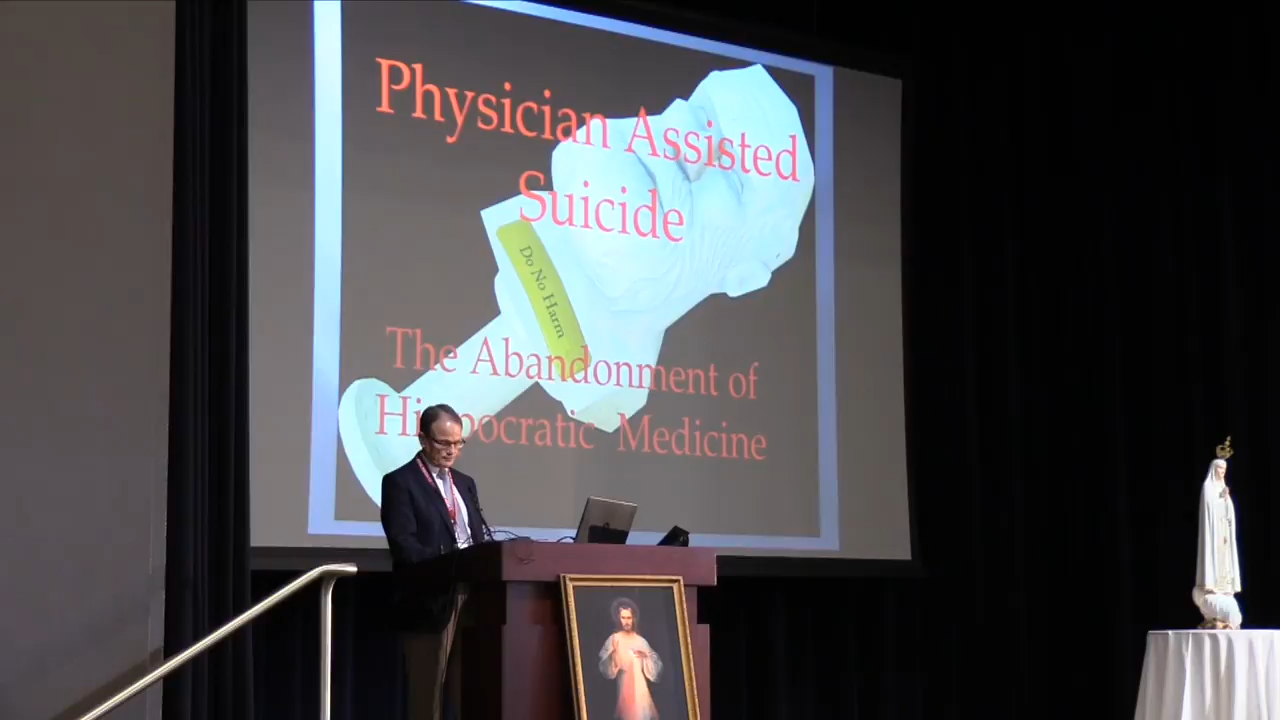 Physician Assisted
Suicide
Do No Harm
The Abandonment of
Hippocratic Medicine